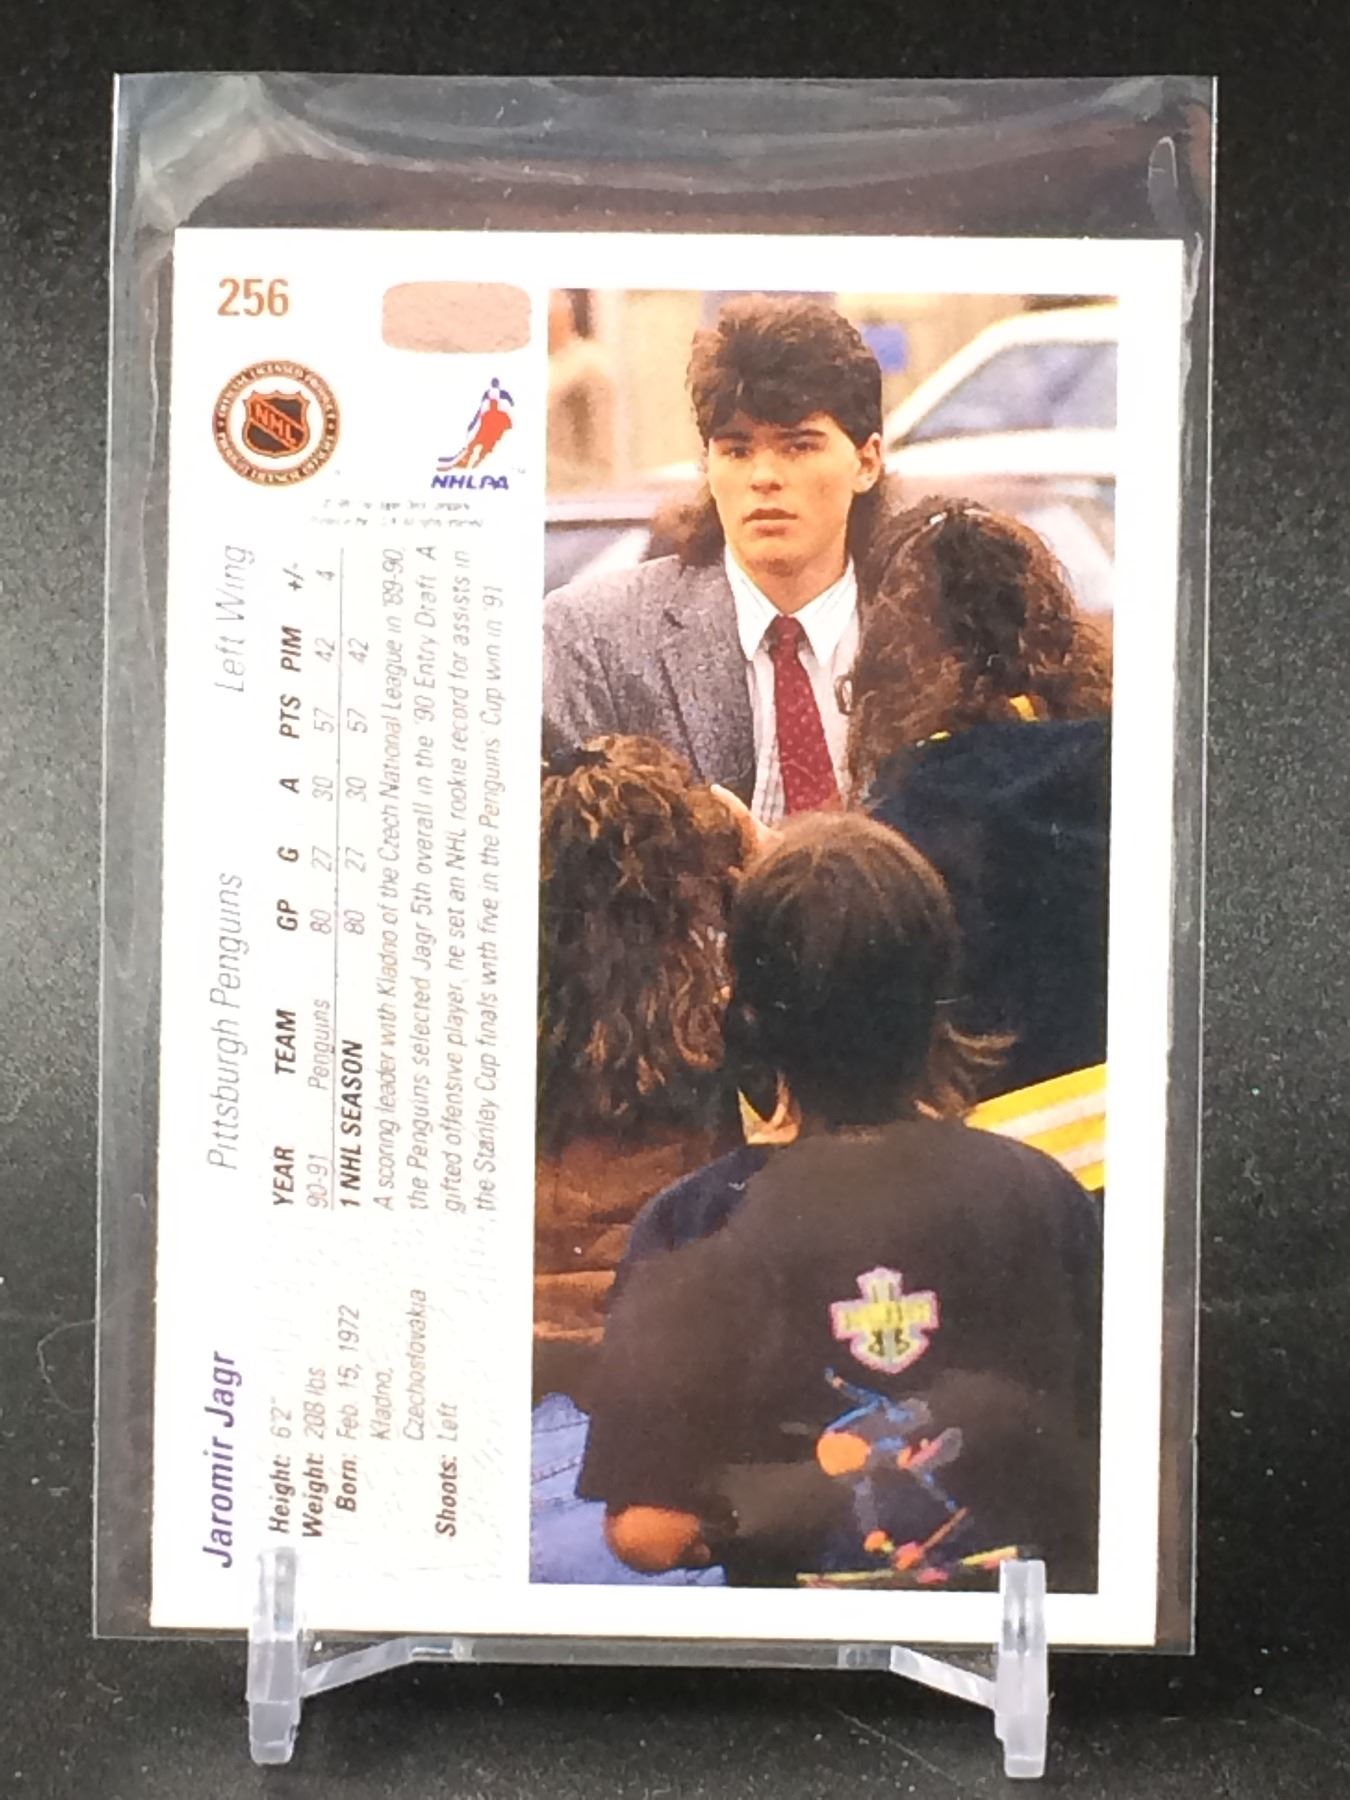 256
NHL
NHLPA
Jaromir Jagr Pittsburgh Penguins Left Wing
Height: 6'2"
Weight: 208 lbs.
Born: Feb. 15, 1972
Kladno,
Czechoslovakia
Shoots: Left
YEAR TEAM GP G A PTS PIM +/-
90-91 Penguins 80 27 30 57 42 4
1 NHL SEASON 80 27 30 57 42
A scoring leader with Kladno of the Czech National League in '89-90,
the Penguins selected Jagr 5th overall in the '90 Entry Draft. A
gifted offensive player, he set an NHL rookie record for assists in
the Stanley Cup finals with five in the Penguins' Cup win in '91